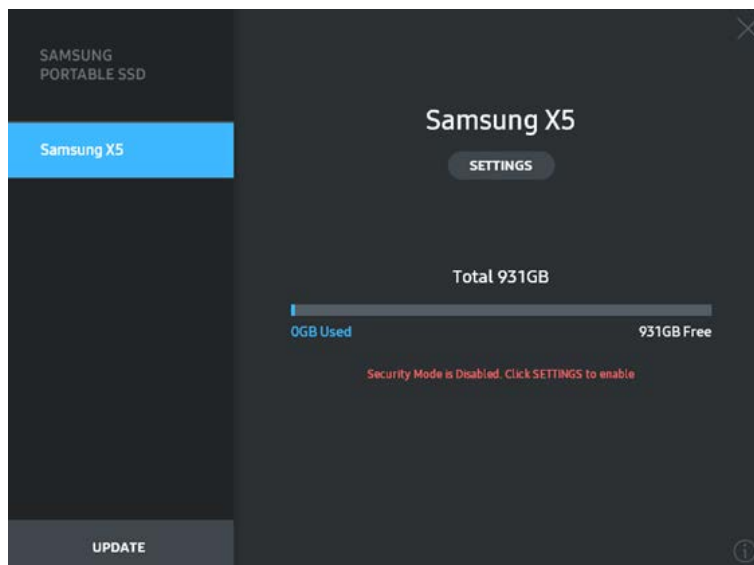 SAMSUNG
PORTABLE SSD
Samsung X5
Samsung X5
SETTINGS
Total 931GB
0GB Used
931GB Free
Security Mode is Disabled. Click SETTINGS to enable
UPDATE